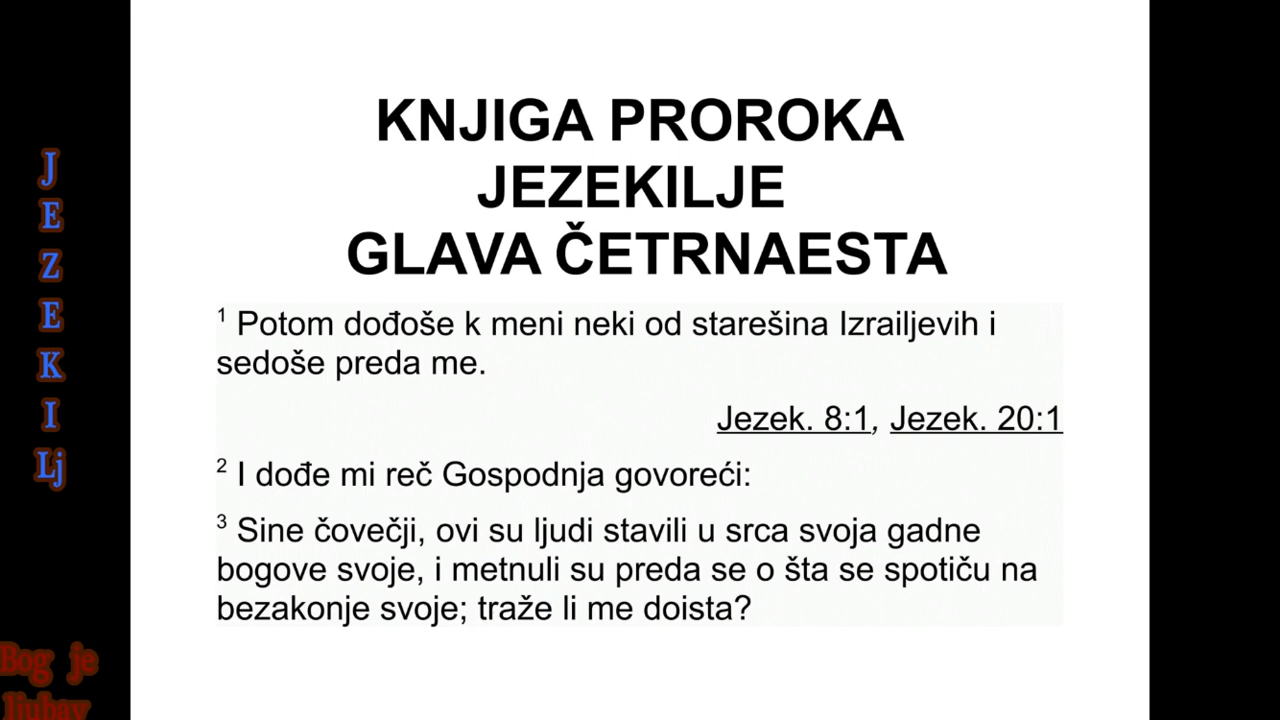 KNJIGA PROROKA
JEZEKILJE
GLAVA ČETRNAESTA
1 Potom dođoše k meni neki od starešina Izrailjevih i
sedoše preda me.
Jezek. 8:1, Jezek. 20:1
2 I dođe mi reč Gospodnja govoreći:
3 Sine čovečji, ovi su ljudi stavili u srca svoja gadne
bogove svoje, i metnuli su preda se o šta se spotiču na
bezakonje svoje; traže li me doista?
J
E
Z
E
K
I
Lj
Bog je
ljubav